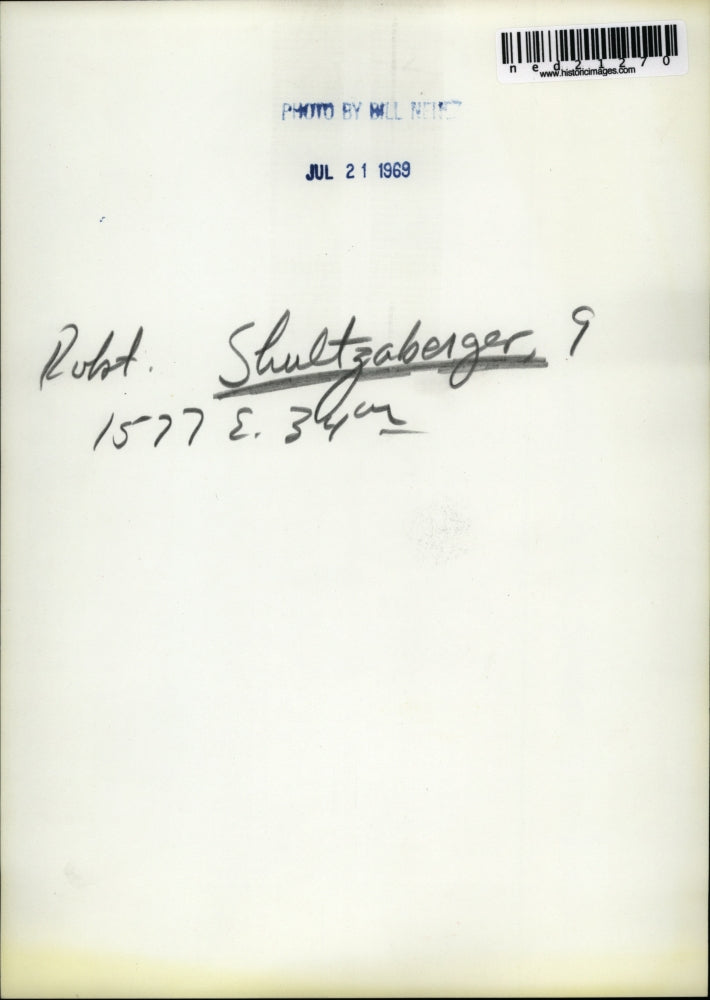 ned21270
www.historicimages.com
PHOTO BY BILL
JUL 21 1969
Robt. Shultzaberger, 9
1577 E. 34th